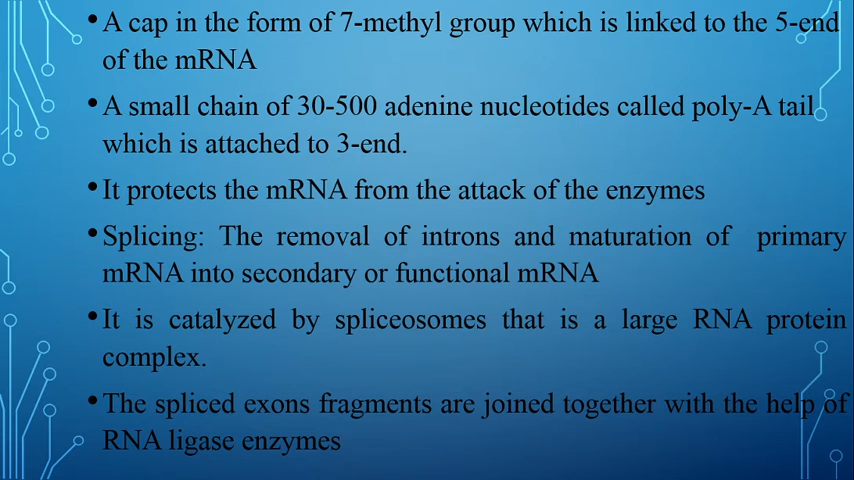 • A cap in the form of 7-methyl group which is linked to the 5-end
of the mRNA
• A small chain of 30-500 adenine nucleotides called poly-A tail
which is attached to 3-end.
• It protects the mRNA from the attack of the enzymes
• Splicing: The removal of introns and maturation of primary
mRNA into secondary or functional mRNA
• It is catalyzed by spliceosomes that is a large RNA protein
complex.
• The spliced exons fragments are joined together with the help of
RNA ligase enzymes